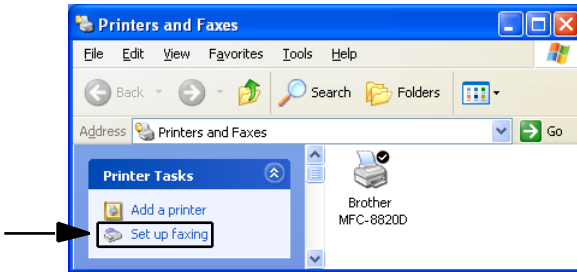 Printers and Faxes
File Edit View Favorites Tools Help
Back Search Folders
Address Printers and Faxes Go
Printer Tasks
Add a printer
Set up faxing
Brother
MFC-8820D